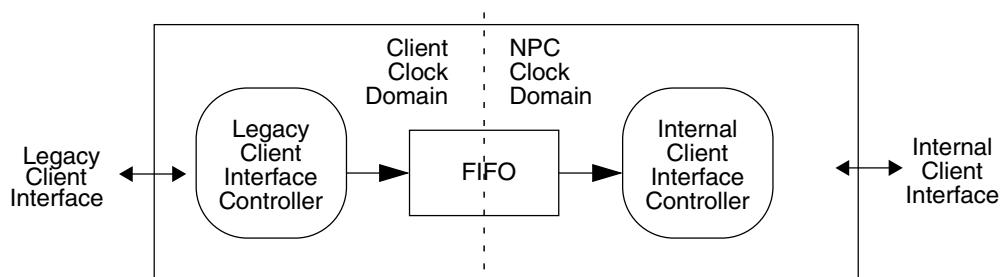 Client
Clock
Domain
NPC
Clock
Domain
Legacy
Client
Interface
Legacy
Client
Interface
Controller
FIFO
Internal
Client
Interface
Controller
Internal
Client
Interface